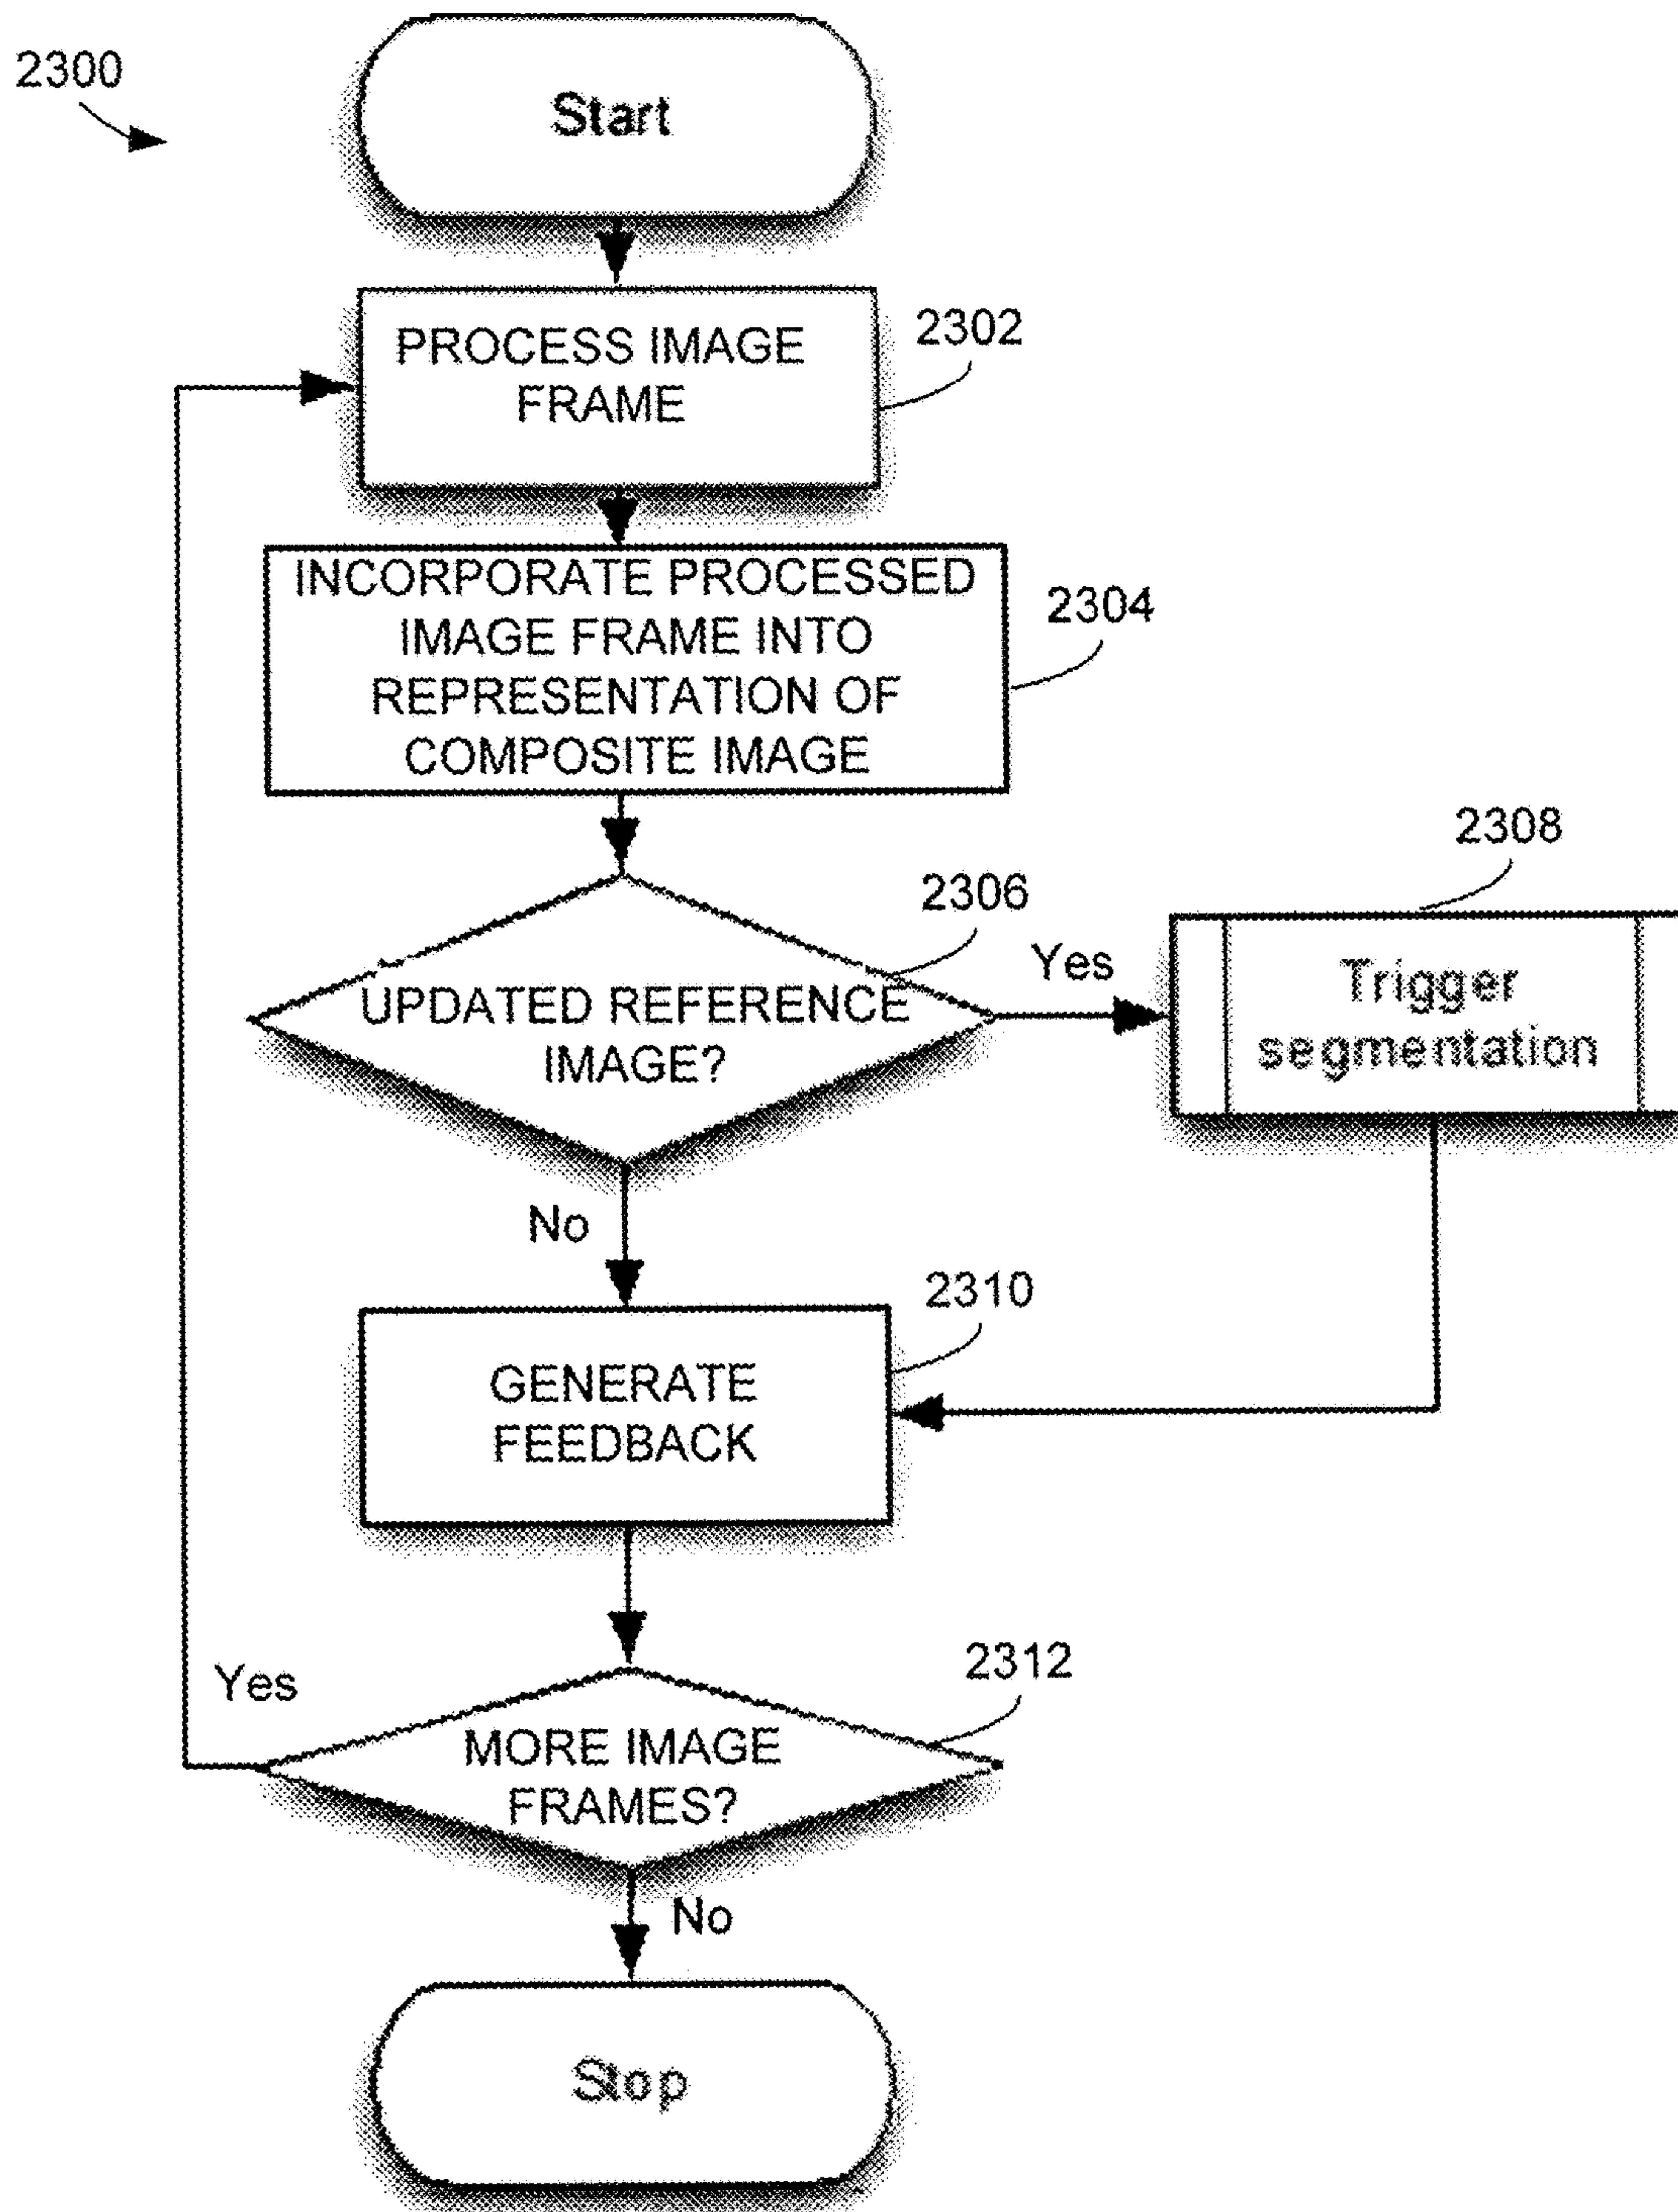 2300
Start
PROCESS IMAGE
FRAME
2302
INCORPORATE PROCESSED
IMAGE FRAME INTO
REPRESENTATION OF
COMPOSITE IMAGE
2304
UPDATED REFERENCE
IMAGE?
2306
Yes
2308
Trigger
segmentation
No
GENERATE
FEEDBACK
2310
Yes
MORE IMAGE
FRAMES?
2312
No
Stop